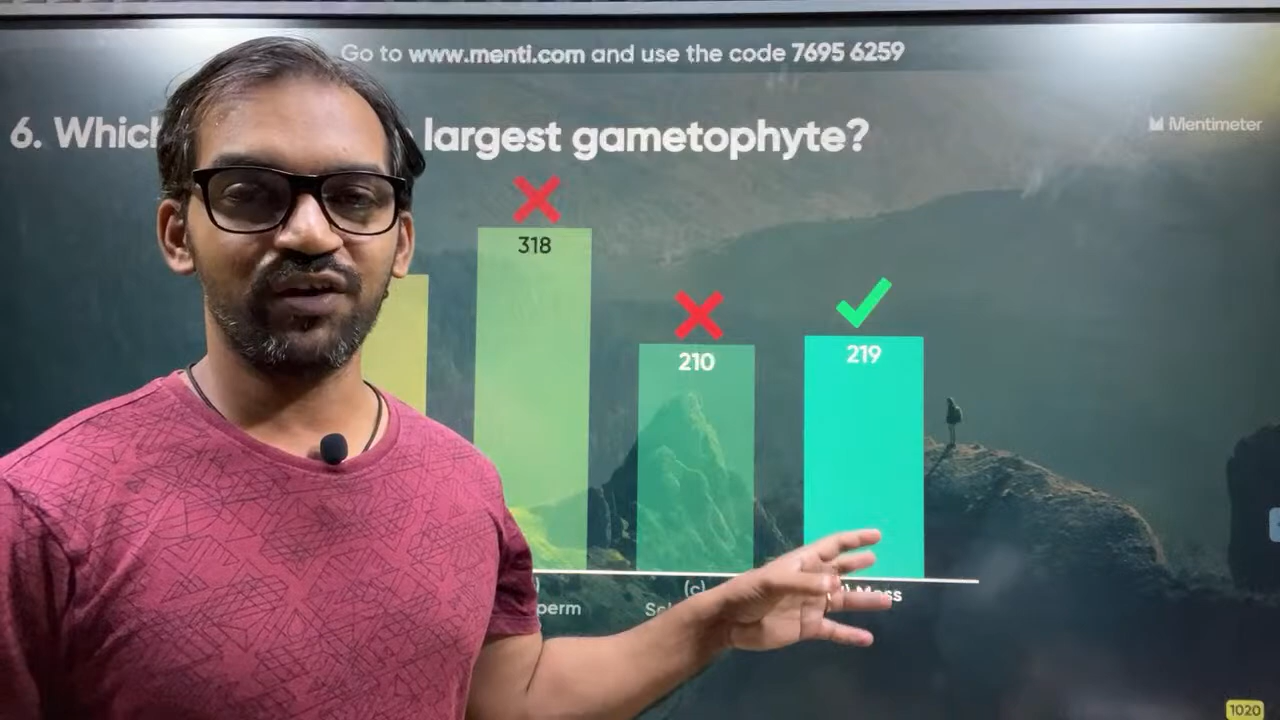 Go to www.menti.com and use the code 7695 6259
6. Which largest gametophyte?
Mentimeter
318
210
219
(c)
perm
Moss
1020